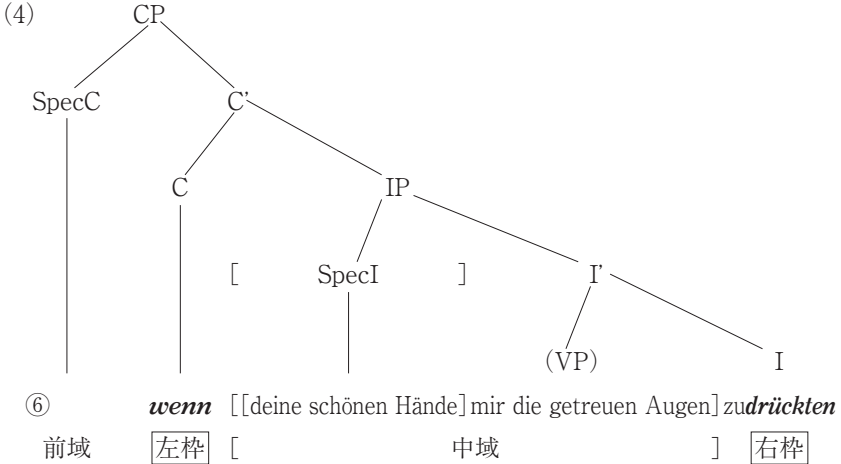 (4) CP
SpecC C'
C IP
[ SpecI ] I'
(VP) I
⑥ wenn [[deine schönen Hände] mir die getreuen Augen] zudrückten
前域 左枠 [ 中域 ] 右枠